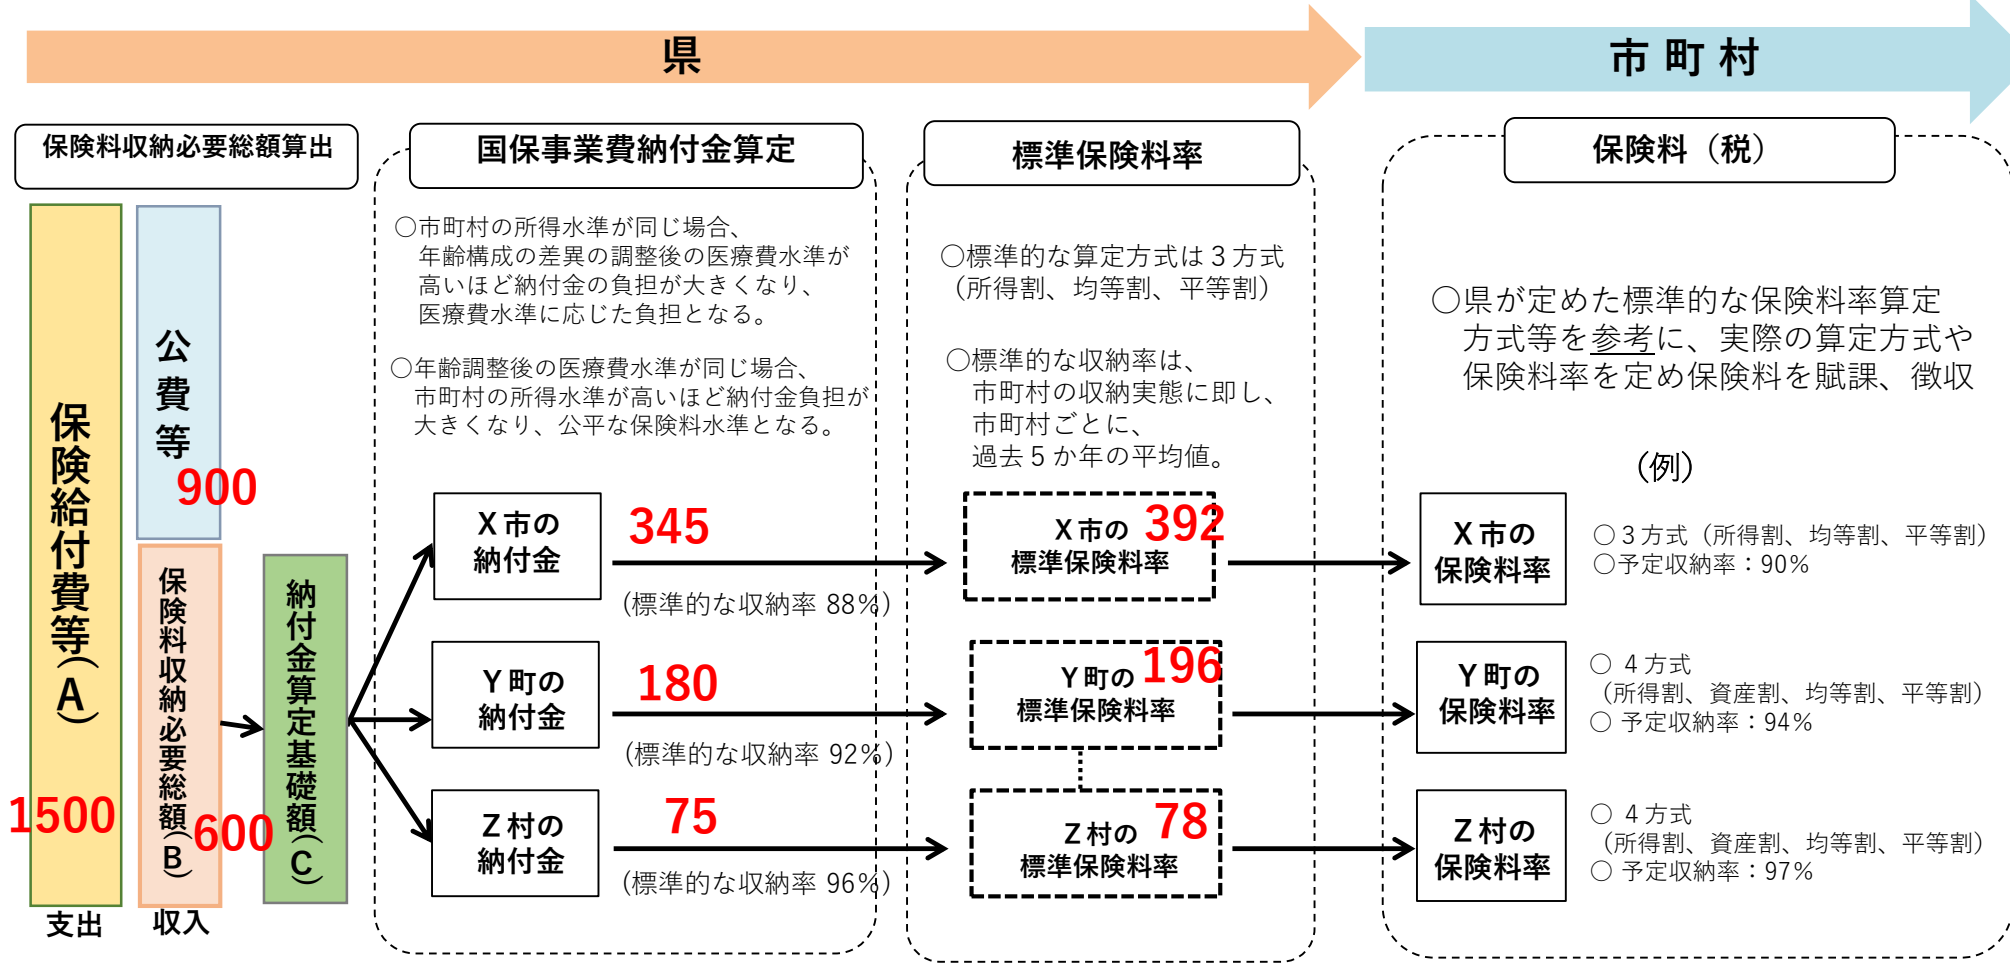 県
市町村
保険料収納必要総額算出
保険給付費等(A)
1500
支出
公費等
900
保険料収納必要総額(B)
600
収入
納付金算定基礎額(C)
国保事業費納付金算定
○市町村の所得水準が同じ場合、
年齢構成の差異の調整後の医療費水準が
高いほど納付金の負担が大きくなり、
医療費水準に応じた負担となる。
○年齢調整後の医療費水準が同じ場合、
市町村の所得水準が高いほど納付金負担が
大きくなり、公平な保険料水準となる。
X市の
納付金
345
(標準的な収納率 88%)
Y町の
納付金
180
(標準的な収納率 92%)
Z村の
納付金
75
(標準的な収納率 96%)
標準保険料率
○標準的な算定方式は3方式
(所得割、均等割、平等割)
○標準的な収納率は、
市町村の収納実態に即し、
市町村ごとに、
過去5か年の平均値。
X市の 392
標準保険料率
Y町の 196
標準保険料率
Z村の 78
標準保険料率
保険料(税)
○県が定めた標準的な保険料率算定
方式等を参考に、実際の算定方式や
保険料率を定め保険料を賦課、徴収
(例)
X市の
保険料率
○3方式(所得割、均等割、平等割)
○予定収納率:90%
Y町の
保険料率
○ 4方式
(所得割、資産割、均等割、平等割)
○ 予定収納率:94%
Z村の
保険料率
○ 4方式
(所得割、資産割、均等割、平等割)
○ 予定収納率:97%